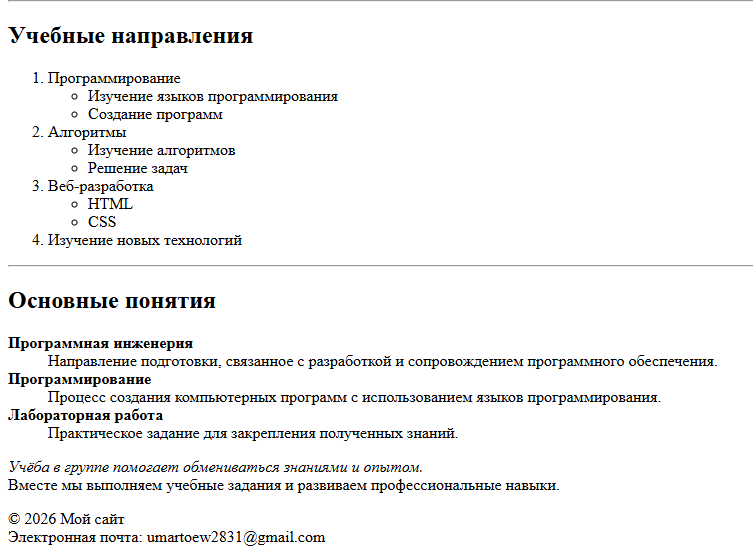 Учебные направления
1. Программирование
Изучение языков программирования
Создание программ
2. Алгоритмы
Изучение алгоритмов
Решение задач
3. Веб-разработка
HTML
CSS
4. Изучение новых технологий
Основные понятия
Программная инженерия
Направление подготовки, связанное с разработкой и сопровождением программного обеспечения.
Программирование
Процесс создания компьютерных программ с использованием языков программирования.
Лабораторная работа
Практическое задание для закрепления полученных знаний.
Учёба в группе помогает обмениваться знаниями и опытом.
Вместе мы выполняем учебные задания и развиваем профессиональные навыки.
© 2026 Мой сайт
Электронная почта: umartoew2831@gmail.com